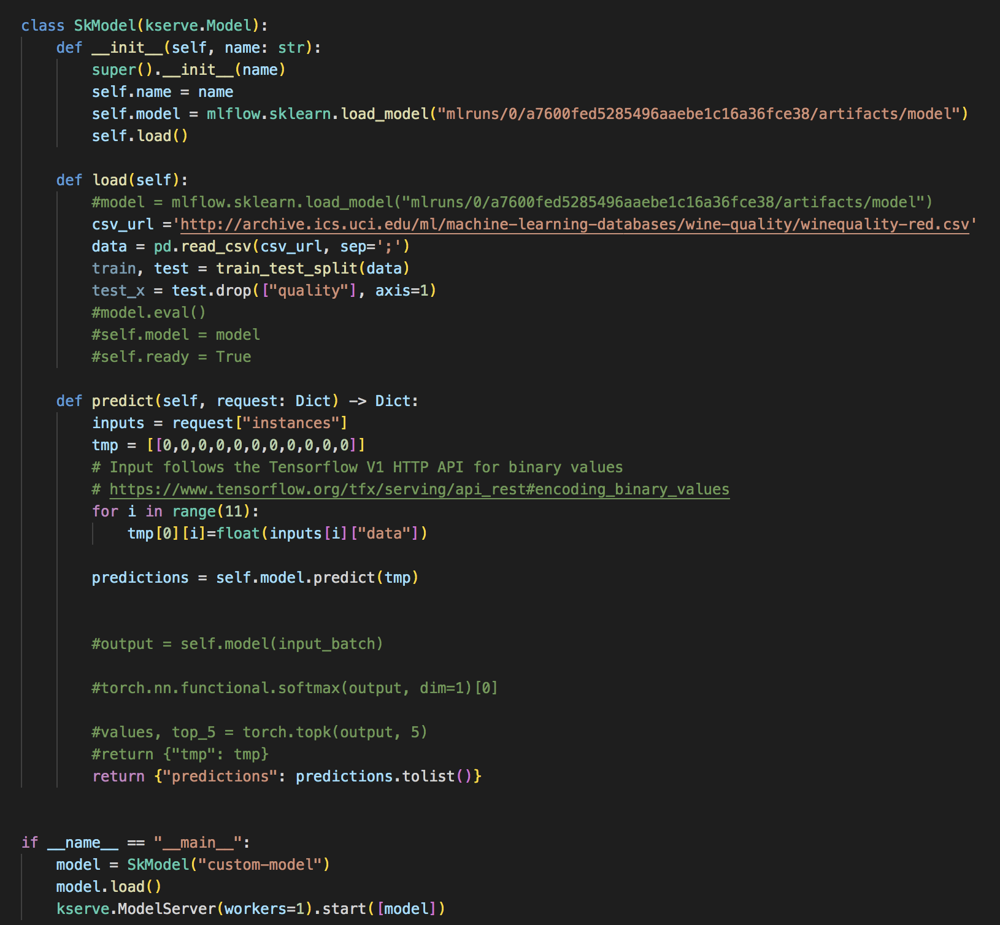 class SkModel(kserve.Model):
    def __init__(self, name: str):
        super().__init__(name)
        self.name = name
        self.model = mlflow.sklearn.load_model("mlruns/0/a7600fed5285496aaebe1c16a36fce38/artifacts/model")
        self.load()

    def load(self):
        #model = mlflow.sklearn.load_model("mlruns/0/a7600fed5285496aaebe1c16a36fce38/artifacts/model")
        csv_url ='http://archive.ics.uci.edu/ml/machine-learning-databases/wine-quality/winequality-red.csv'
        data = pd.read_csv(csv_url, sep=';')
        train, test = train_test_split(data)
        test_x = test.drop(["quality"], axis=1)
        #model.eval()
        #self.model = model
        #self.ready = True

    def predict(self, request: Dict) -> Dict:
        inputs = request["instances"]
        tmp = [[0,0,0,0,0,0,0,0,0,0,0]]
        # Input follows the Tensorflow V1 HTTP API for binary values
        # https://www.tensorflow.org/tfx/serving/api_rest#encoding_binary_values
        for i in range(11):
            tmp[0][i]=float(inputs[i]["data"])

        predictions = self.model.predict(tmp)


        #output = self.model(input_batch)

        #torch.nn.functional.softmax(output, dim=1)[0]

        #values, top_5 = torch.topk(output, 5)
        #return {"tmp": tmp}
        return {"predictions": predictions.tolist()}


if __name__ == "__main__":
    model = SkModel("custom-model")
    model.load()
    kserve.ModelServer(workers=1).start([model])